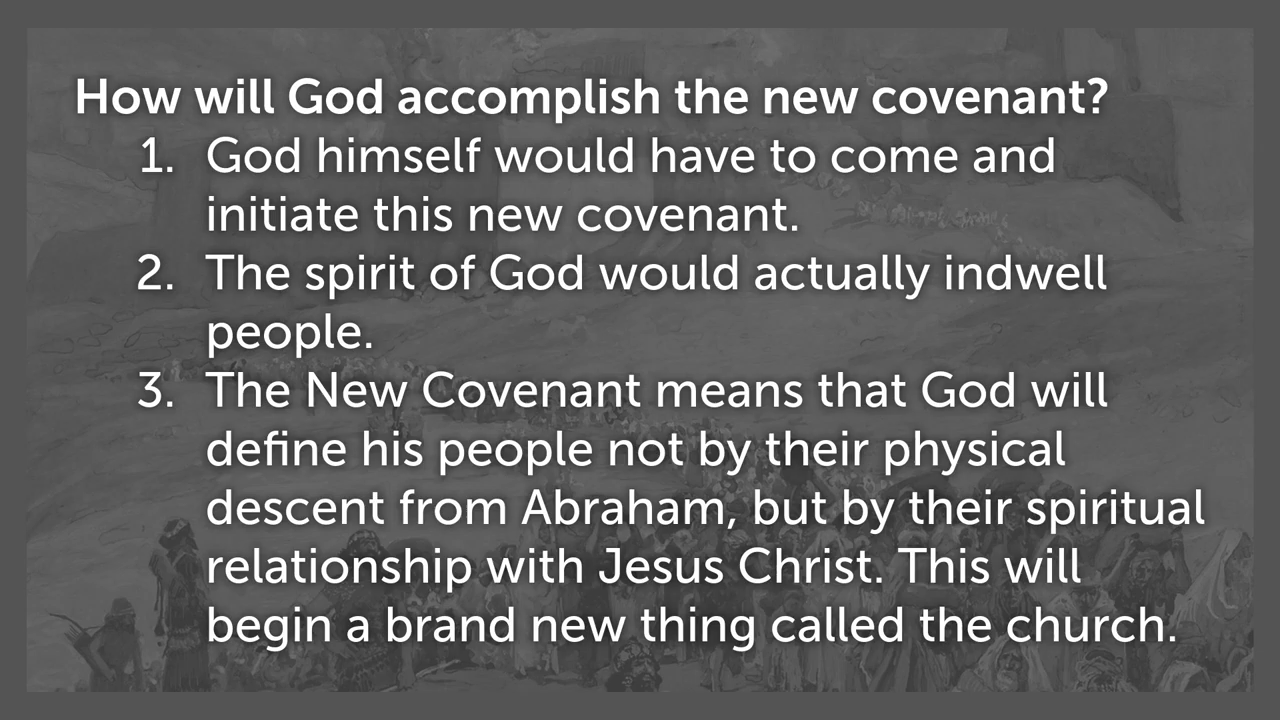 How will God accomplish the new covenant?
1. God himself would have to come and
initiate this new covenant.
2. The spirit of God would actually indwell
people.
3. The New Covenant means that God will
define his people not by their physical
descent from Abraham, but by their spiritual
relationship with Jesus Christ. This will
begin a brand new thing called the church.